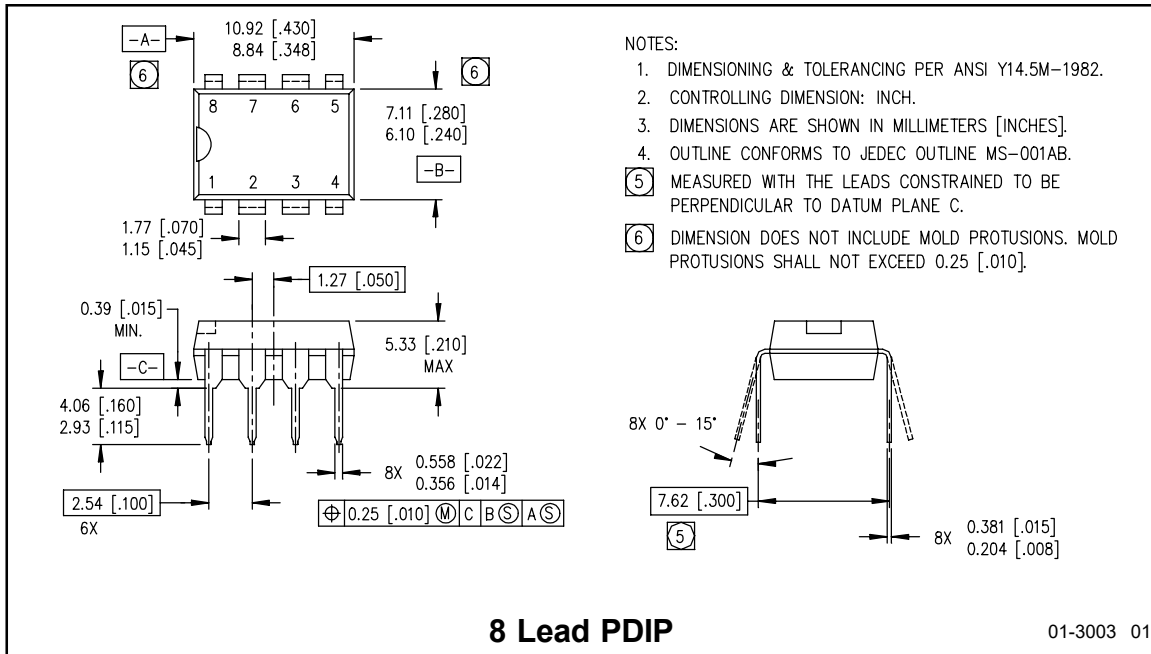 -A-
10.92 [.430]
8.84 [.348]
6
6
8 7 6 5
1 2 3 4
7.11 [.280]
6.10 [.240]
-B-
1.77 [.070]
1.15 [.045]
1.27 [.050]
0.39 [.015]
MIN.
-C-
5.33 [.210]
MAX
4.06 [.160]
2.93 [.115]
2.54 [.100]
6X
8X 0.558 [.022]
0.356 [.014]
⌖ 0.25 [.010] Ⓜ C B Ⓢ A Ⓢ
NOTES:
1. DIMENSIONING & TOLERANCING PER ANSI Y14.5M-1982.
2. CONTROLLING DIMENSION: INCH.
3. DIMENSIONS ARE SHOWN IN MILLIMETERS [INCHES].
4. OUTLINE CONFORMS TO JEDEC OUTLINE MS-001AB.
5 MEASURED WITH THE LEADS CONSTRAINED TO BE
PERPENDICULAR TO DATUM PLANE C.
6 DIMENSION DOES NOT INCLUDE MOLD PROTUSIONS. MOLD
PROTUSIONS SHALL NOT EXCEED 0.25 [.010].
8X 0° - 15°
7.62 [.300]
5
8X 0.381 [.015]
0.204 [.008]
8 Lead PDIP
01-3003 01